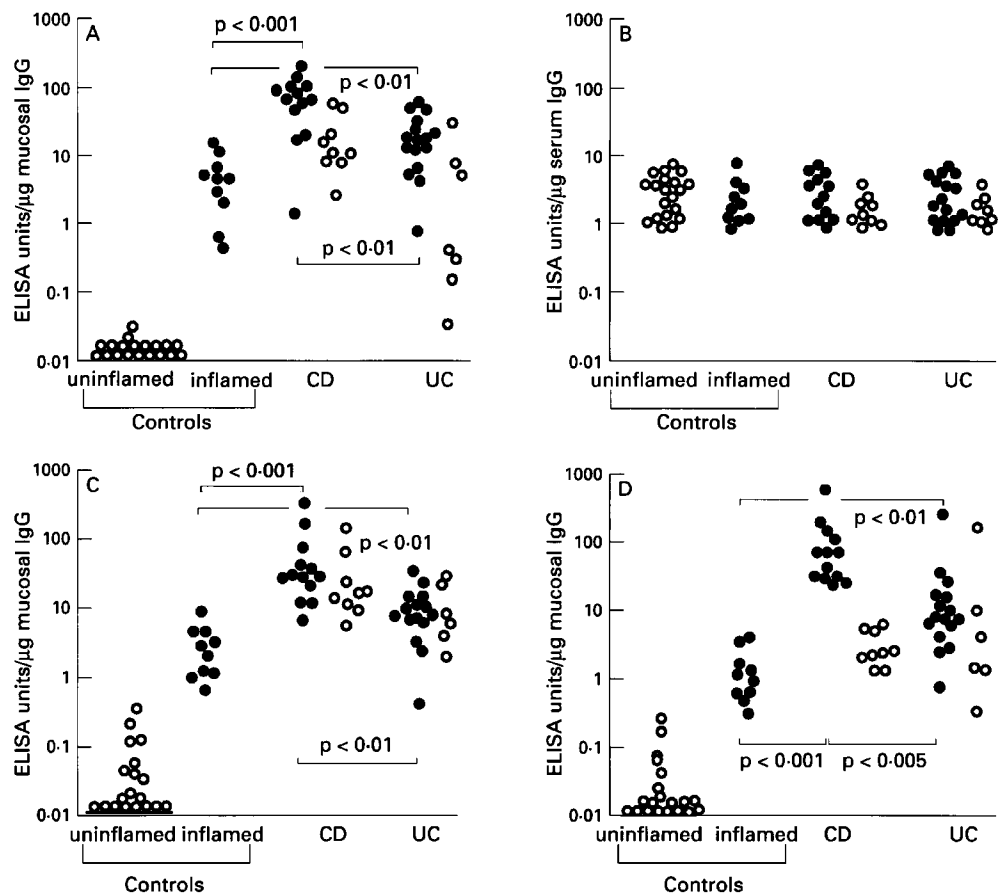 A
ELISA units/µg mucosal IgG
1000
100
10
1
0·1
0·01
p < 0·001
p < 0·01
p < 0·01
uninflamed inflamed CD UC
Controls
B
ELISA units/µg serum IgG
1000
100
10
1
0·1
0·01
uninflamed inflamed CD UC
Controls
C
ELISA units/µg mucosal IgG
1000
100
10
1
0·1
0·01
p < 0·001
p < 0·01
p < 0·01
uninflamed inflamed CD UC
Controls
D
ELISA units/µg mucosal IgG
1000
100
10
1
0·1
0·01
p < 0·01
p < 0·001 p < 0·005
uninflamed inflamed CD UC
Controls